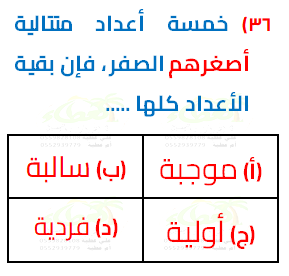 ٣٦) خمسة أعداد متتالية
أصغرهم الصفر، فإن بقية
الأعداد كلها .....
(أ) موجبة
(ب) سالبة
(ج) أولية
(د) فردية